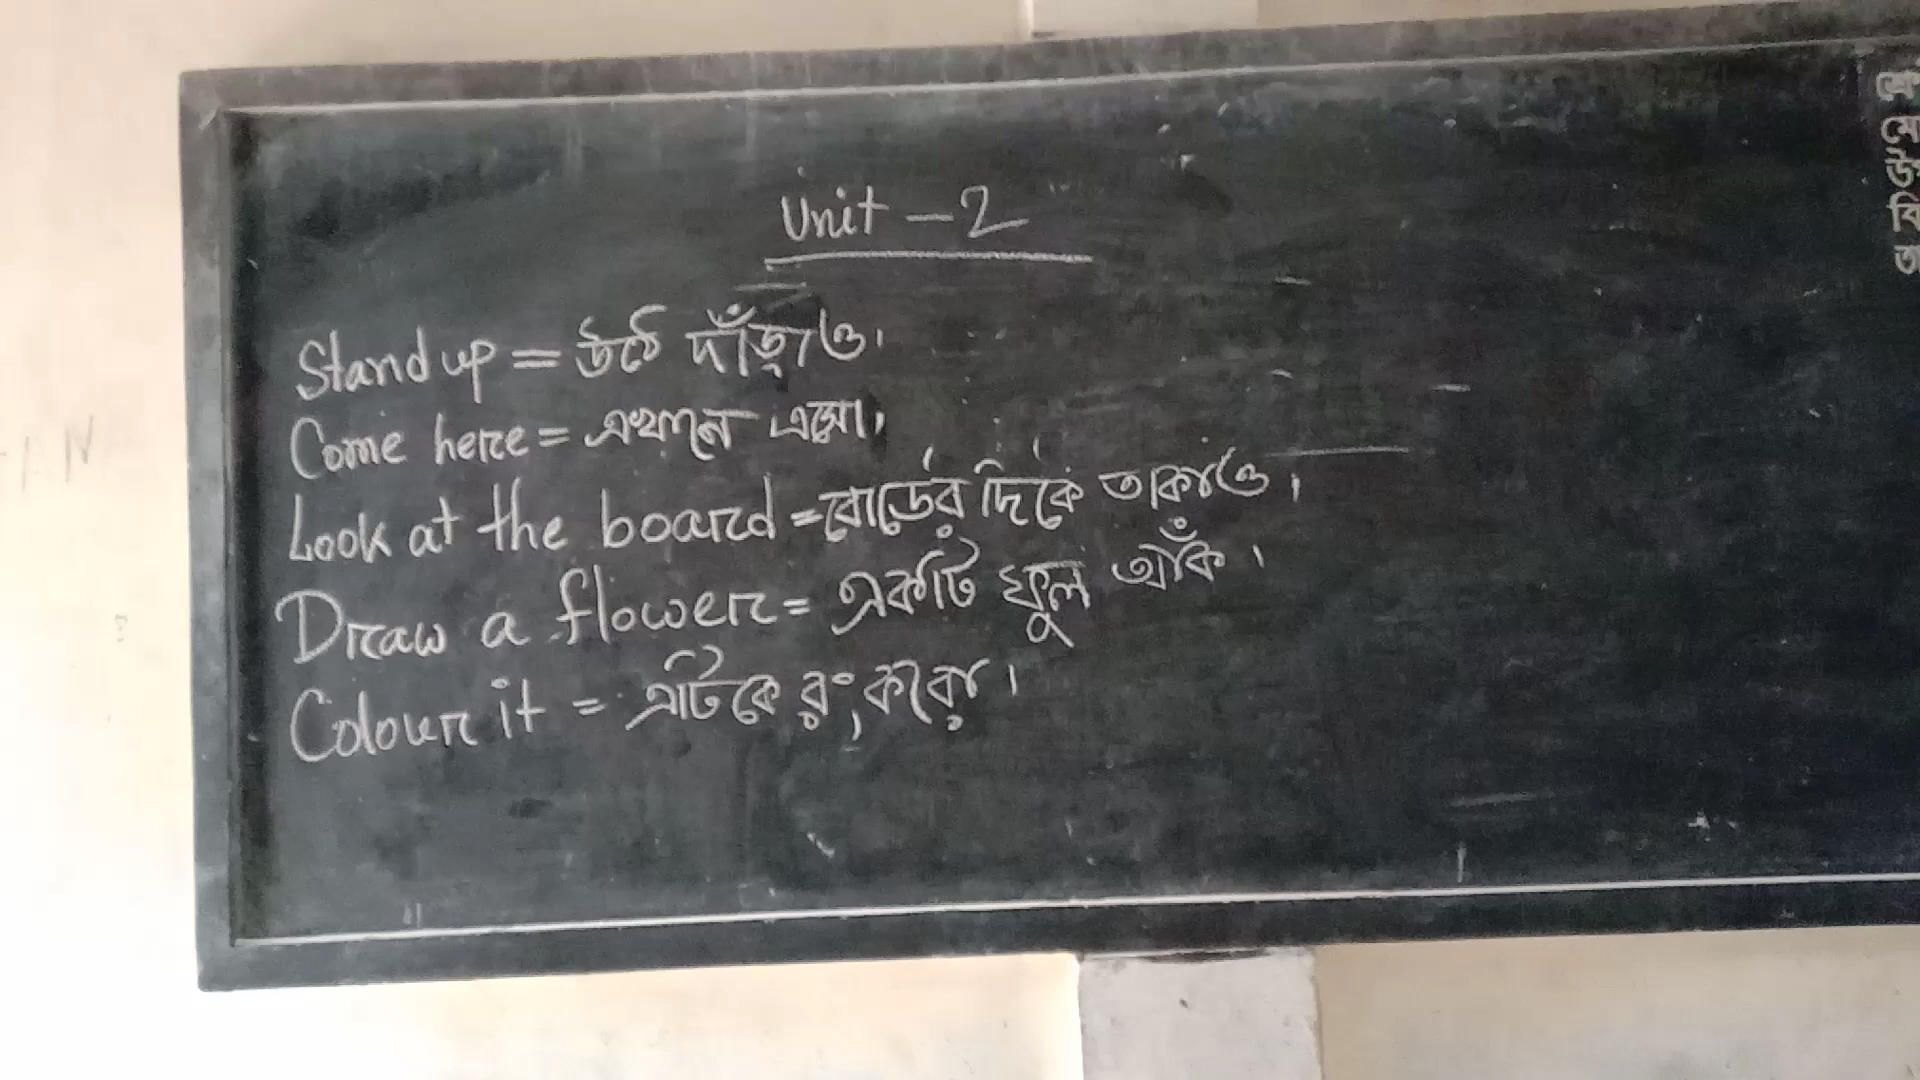 Unit - 2
Stand up = উঠে দাঁড়াও।
Come here = এখানে এসো।
Look at the board = বোর্ডের দিকে তাকাও।
Draw a flower = একটি ফুল আঁক।
Colour it = এটিকে রং করো।